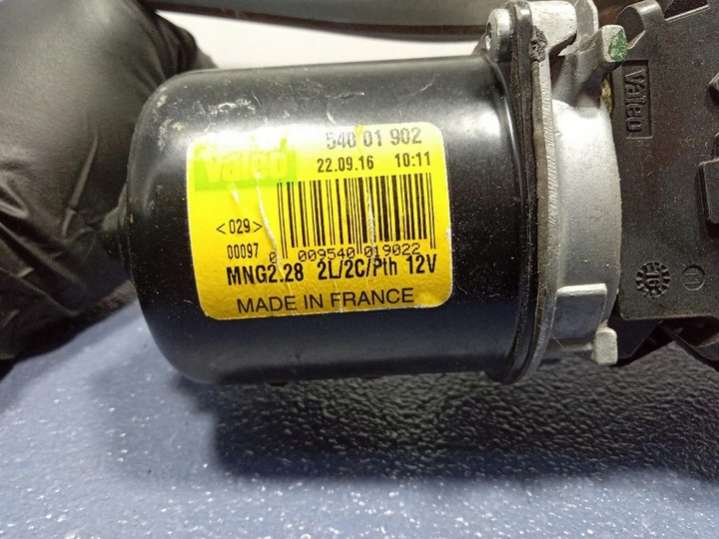 Valeo
540 01 902
22.09.16 10:11
<029>
00097
0 009540 019022
MNG2.28 2L/2C/Pth 12V
MADE IN FRANCE
Valeo